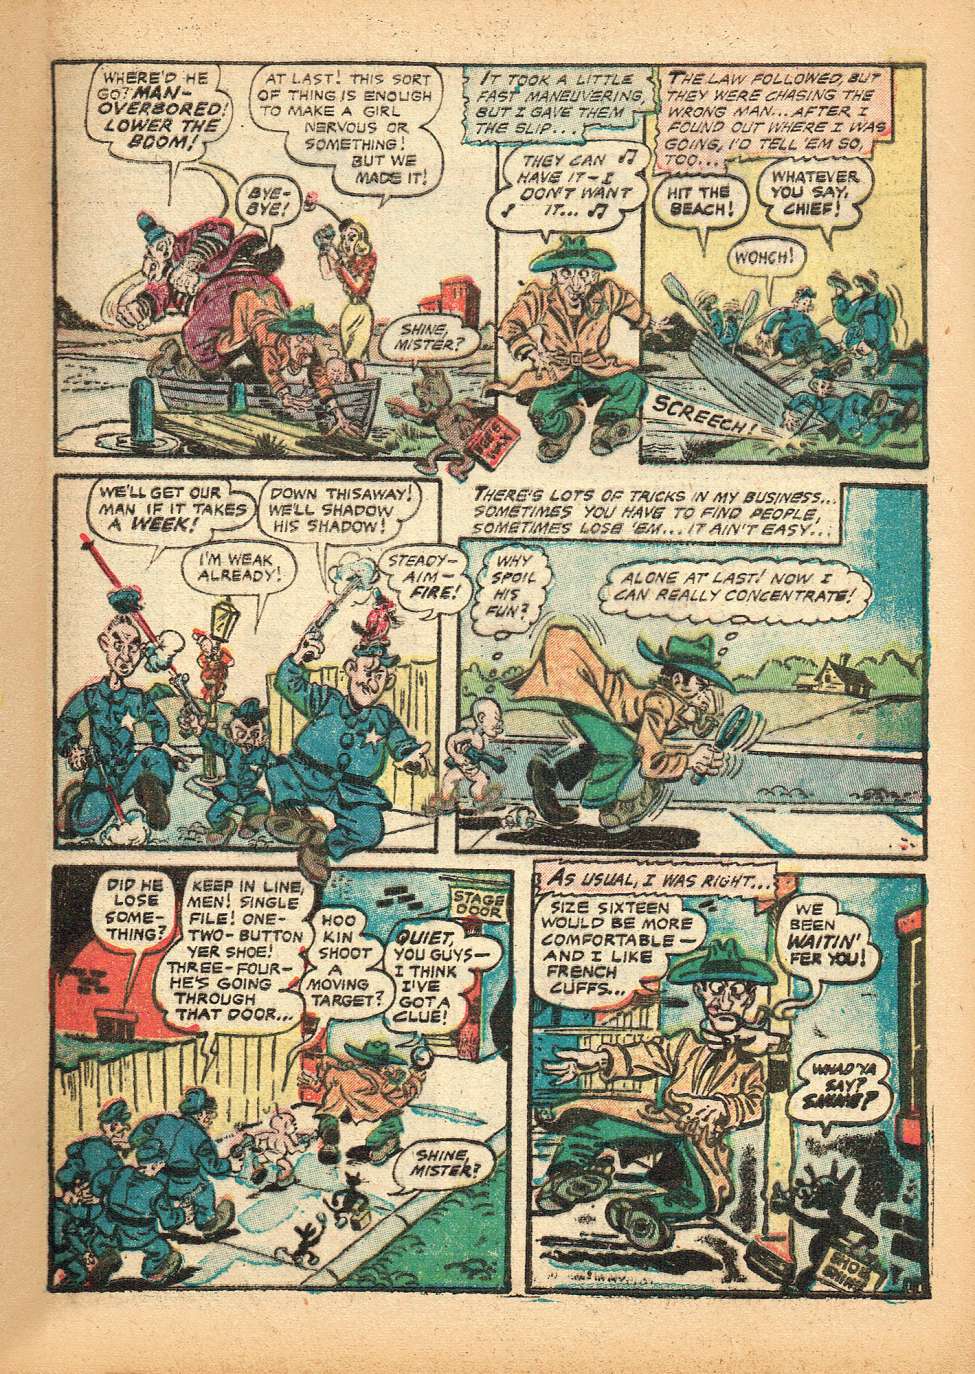 WHERE'D HE
GO? MAN-
OVERBORED!
LOWER THE
BOOM!
AT LAST! THIS SORT
OF THING IS ENOUGH
TO MAKE A GIRL
NERVOUS OR
SOMETHING!
BUT WE
MADE IT!
BYE-
BYE!
SHINE,
MISTER?
IT TOOK A LITTLE
FAST MANEUVERING,
BUT I GAVE THEM
THE SLIP...
THEY CAN
HAVE IT—I
DON'T WANT
IT...
THE LAW FOLLOWED, BUT
THEY WERE CHASING THE
WRONG MAN... AFTER I
FOUND OUT WHERE I WAS
GOING, I'D TELL 'EM SO,
TOO...
HIT THE
BEACH!
WHATEVER
YOU SAY,
CHIEF!
WOHCH!
SCREECH!
WE'LL GET OUR
MAN IF IT TAKES
A WEEK!
I'M WEAK
ALREADY!
DOWN THISAWAY!
WE'LL SHADOW
HIS SHADOW!
STEADY—
AIM—
FIRE!
THERE'S LOTS OF TRICKS IN MY BUSINESS...
SOMETIMES YOU HAVE TO FIND PEOPLE,
SOMETIMES LOSE 'EM... IT AIN'T EASY...
WHY
SPOIL
HIS
FUN?
ALONE AT LAST! NOW I
CAN REALLY CONCENTRATE!
DID HE
LOSE
SOME-
THING?
KEEP IN LINE,
MEN! SINGLE
FILE! ONE-
TWO-BUTTON
YER SHOE!
THREE-FOUR-
HE'S GOING
THROUGH
THAT DOOR...
HOO
KIN
SHOOT
A
MOVING
TARGET?
QUIET,
YOU GUYS—
I THINK
I'VE
GOT A
CLUE!
STAGE
DOOR
SHINE,
MISTER?
AS USUAL, I WAS RIGHT...
SIZE SIXTEEN
WOULD BE MORE
COMFORTABLE—
AND I LIKE
FRENCH
CUFFS...
WE
BEEN
WAITIN'
FER YOU!
WHAD'YA
SAY?
SHOE
SHINE